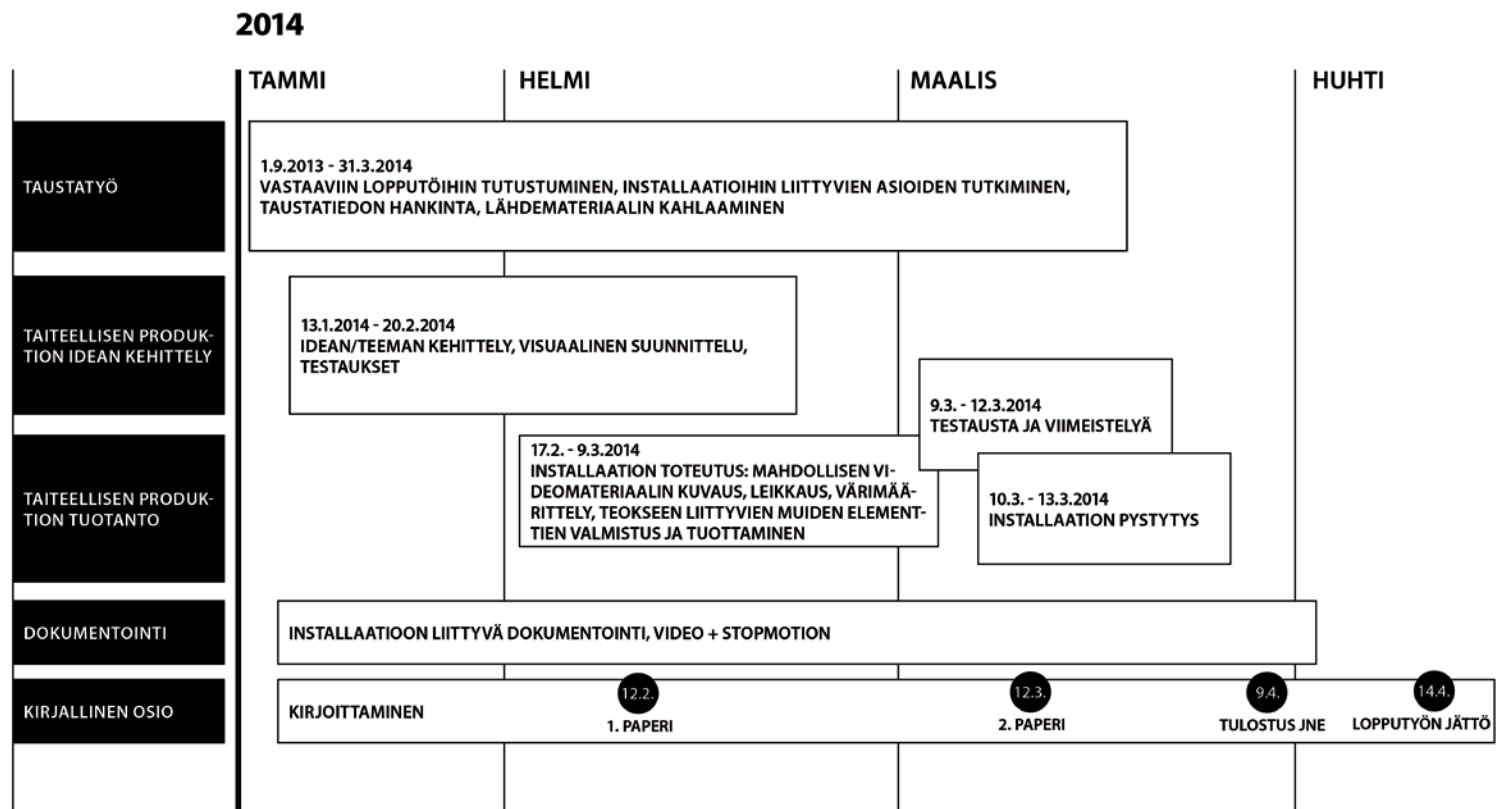 2014
TAMMI
HELMI
MAALIS
HUHTI
TAUSTATYÖ
1.9.2013 - 31.3.2014
VASTAAVIIN LOPPUTÖIHIN TUTUSTUMINEN, INSTALLAATIOIHIN LIITTYVIEN ASIOIDEN TUTKIMINEN,
TAUSTATIEDON HANKINTA, LÄHDEMATERIAALIN KAHLAAMINEN
TAITEELLISEN PRODUK-
TION IDEAN KEHITTELY
13.1.2014 - 20.2.2014
IDEAN/TEEMAN KEHITTELY, VISUAALINEN SUUNNITTELU,
TESTAUKSET
9.3. - 12.3.2014
TESTAUSTA JA VIIMEISTELYÄ
TAITEELLISEN PRODUK-
TION TUOTANTO
17.2. - 9.3.2014
INSTALLAATION TOTEUTUS: MAHDOLLISEN VI-
DEOMATERIAALIN KUVAUS, LEIKKAUS, VÄRIMÄÄ-
RITTELY, TEOKSEEN LIITTYVIEN MUIDEN ELEMENT-
TIEN VALMISTUS JA TUOTTAMINEN
10.3. - 13.3.2014
INSTALLAATION PYSTYTYS
DOKUMENTOINTI
INSTALLAATIOON LIITTYVÄ DOKUMENTOINTI, VIDEO + STOPMOTION
KIRJALLINEN OSIO
KIRJOITTAMINEN
12.2.
1. PAPERI
12.3.
2. PAPERI
9.4.
TULOSTUS JNE
14.4.
LOPPUTYÖN JÄTTÖ